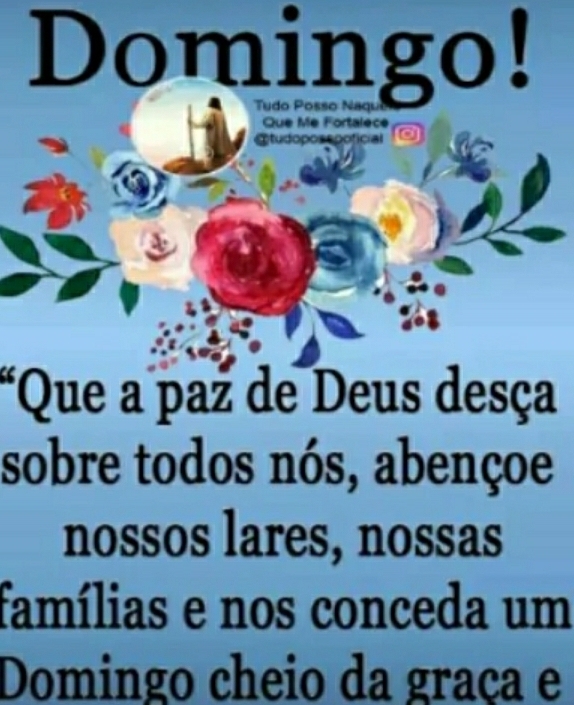 Domingo!
Tudo Posso Naquele
Que Me Fortalece
@tudopossooficial
“Que a paz de Deus desça
sobre todos nós, abençoe
nossos lares, nossas
famílias e nos conceda um
Domingo cheio da graça e